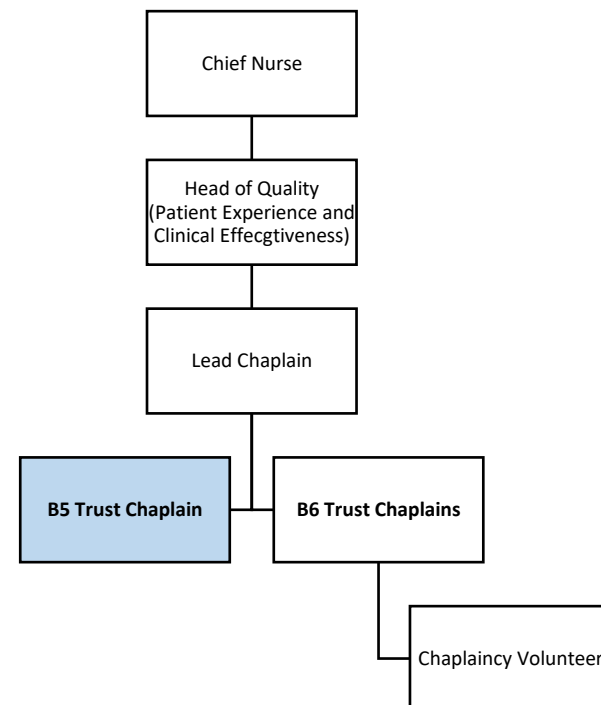 Chief Nurse
Head of Quality
(Patient Experience and
Clinical Effecgtiveness)
Lead Chaplain
B5 Trust Chaplain
B6 Trust Chaplains
Chaplaincy Volunteer